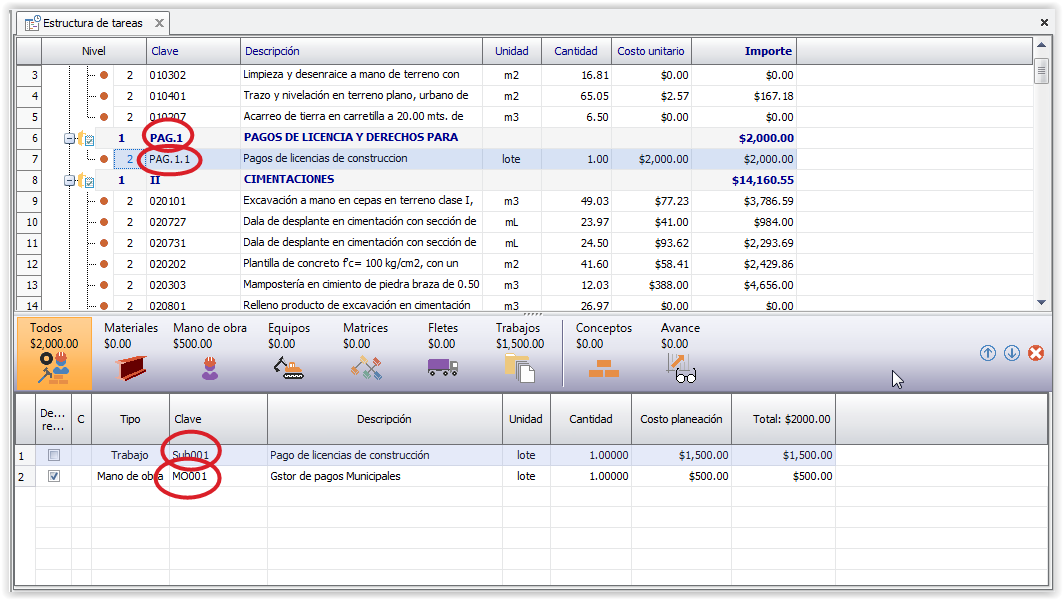 Estructura de tareas
Nivel Clave Descripción Unidad Cantidad Costo unitario Importe
3 2 010302 Limpieza y desenraice a mano de terreno con m2 16.81 $0.00 $0.00
4 2 010401 Trazo y nivelación en terreno plano, urbano de m2 65.05 $2.57 $167.18
5 2 010207 Acarreo de tierra en carretilla a 20.00 mts. de m3 6.50 $0.00 $0.00
6 1 PAG.1 PAGOS DE LICENCIA Y DERECHOS PARA $2,000.00
7 2 PAG.1.1 Pagos de licencias de construccion lote 1.00 $2,000.00 $2,000.00
8 1 II CIMENTACIONES $14,160.55
9 2 020101 Excavación a mano en cepas en terreno clase I, m3 49.03 $77.23 $3,786.59
10 2 020727 Dala de desplante en cimentación con sección de mL 23.97 $41.00 $984.00
11 2 020731 Dala de desplante en cimentación con sección de mL 24.50 $93.62 $2,293.69
12 2 020202 Plantilla de concreto f'c= 100 kg/cm2, con un m2 41.60 $58.41 $2,429.86
13 2 020303 Mampostería en cimiento de piedra braza de 0.50 m3 12.03 $388.00 $4,656.00
14 2 020801 Relleno producto de excavación en cimentación m3 26.97 $0.00 $0.00
Todos Materiales Mano de obra Equipos Matrices Fletes Trabajos Conceptos Avance
$2,000.00 $0.00 $500.00 $0.00 $0.00 $0.00 $1,500.00 $0.00 $0.00
De... re... C Tipo Clave Descripción Unidad Cantidad Costo planeación Total: $2000.00
1 Trabajo Sub001 Pago de licencias de construcción lote 1.00000 $1,500.00 $1,500.00
2 Mano de obra MO001 Gstor de pagos Municipales lote 1.00000 $500.00 $500.00